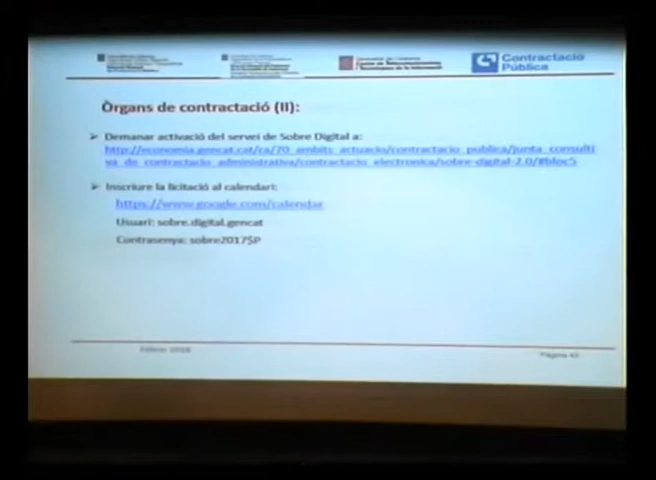 Contractació
Pública
Òrgans de contractació (II):
➢ Demanar activació del servei de Sobre Digital a:
http://economia.gencat.cat/ca/70_ambits_actuacio/contractacio_publica/junta_consulti
va_de_contractacio_administrativa/contractacio_electronica/sobre-digital-2.0/#bloc5
➢ Inscriure la licitació al calendari:
https://www.google.com/calendar
Usuari: sobre.digital.gencat
Contrasenya: sobre2017$P
Febrer 2018